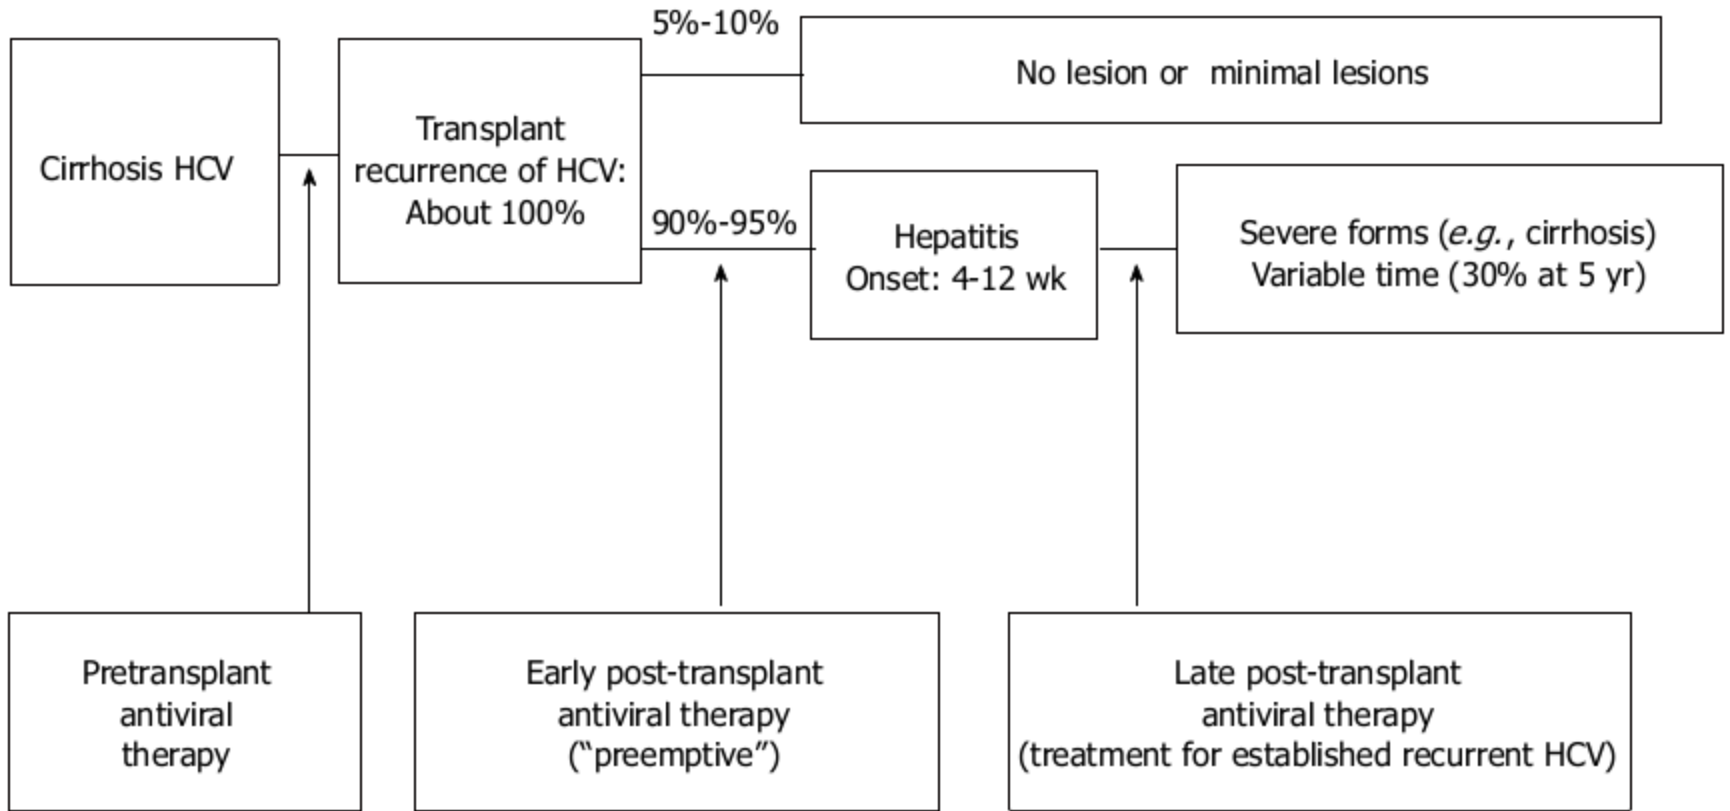 Cirrhosis HCV
Transplant
recurrence of HCV:
About 100%
5%-10%
No lesion or  minimal lesions
90%-95%
Hepatitis
Onset: 4-12 wk
Severe forms (e.g., cirrhosis)
Variable time (30% at 5 yr)
Pretransplant
antiviral
therapy
Early post-transplant
antiviral therapy
(“preemptive”)
Late post-transplant
antiviral therapy
(treatment for established recurrent HCV)